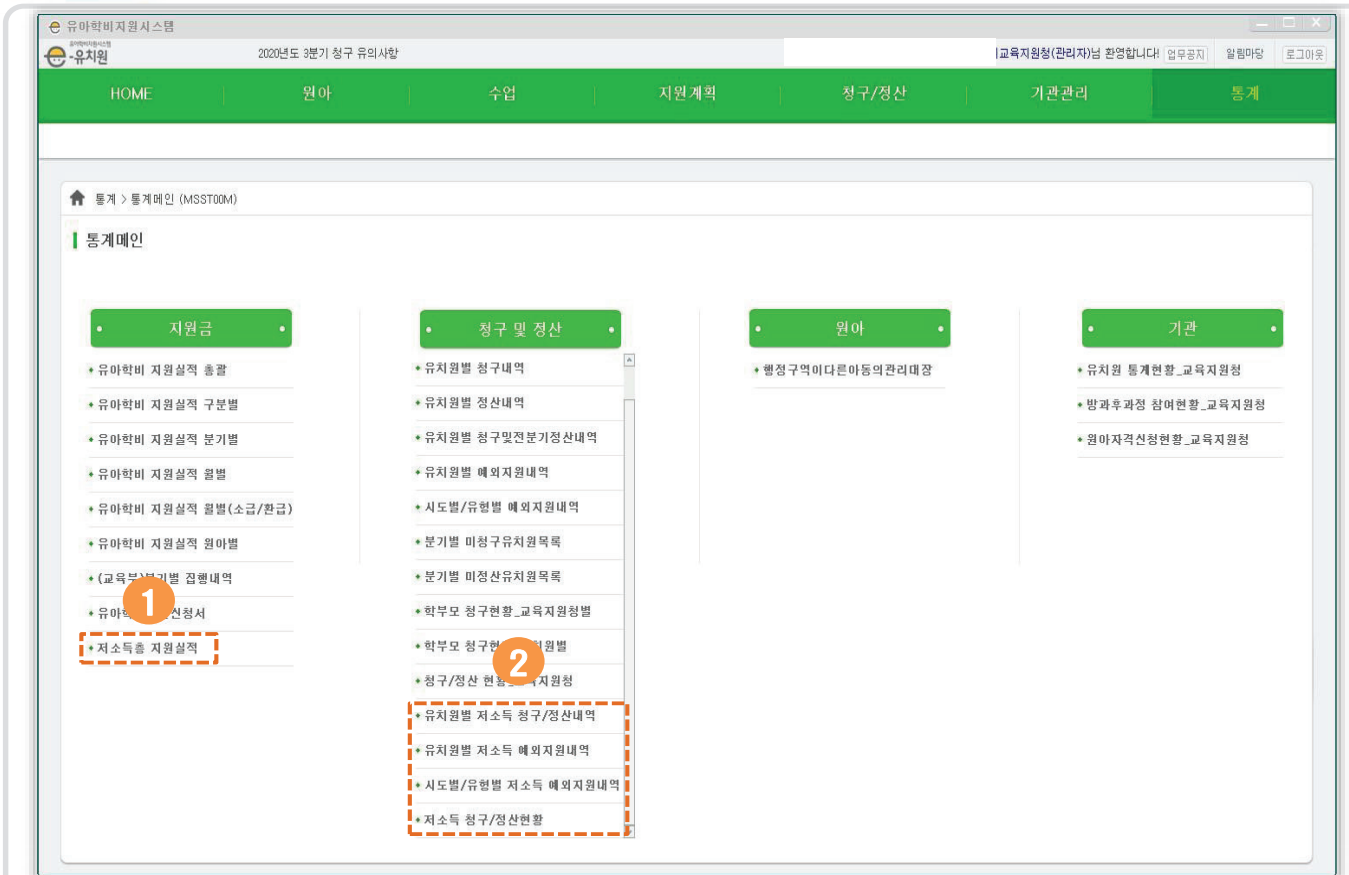 유아학비지원시스템
유아학비지원시스템
e-유치원
2020년도 3분기 청구 유의사항
교육지원청(관리자)님 환영합니다!
업무공지
알림마당
로그아웃
HOME
원아
수업
지원계획
청구/정산
기관관리
통계
통계 > 통계메인 (MSST00M)
통계메인
지원금
유아학비 지원실적 총괄
유아학비 지원실적 구분별
유아학비 지원실적 분기별
유아학비 지원실적 월별
유아학비 지원실적 월별(소급/환급)
유아학비 지원실적 원아별
(교육부)분기별 집행내역
1
유아 신청서
저소득층 지원실적
청구 및 정산
유치원별 청구내역
유치원별 정산내역
유치원별 청구및전분기정산내역
유치원별 예외지원내역
시도별/유형별 예외지원내역
분기별 미청구유치원목록
분기별 미정산유치원목록
학부모 청구현황_교육지원청별
학부모 청구현 치원별
2
청구/정산 현황_교육지원청
유치원별 저소득 청구/정산내역
유치원별 저소득 예외지원내역
시도별/유형별 저소득 예외지원내역
저소득 청구/정산현황
원아
행정구역이다른아동의관리대장
기관
유치원 통계현황_교육지원청
방과후과정 참여현황_교육지원청
원아자격신청현황_교육지원청